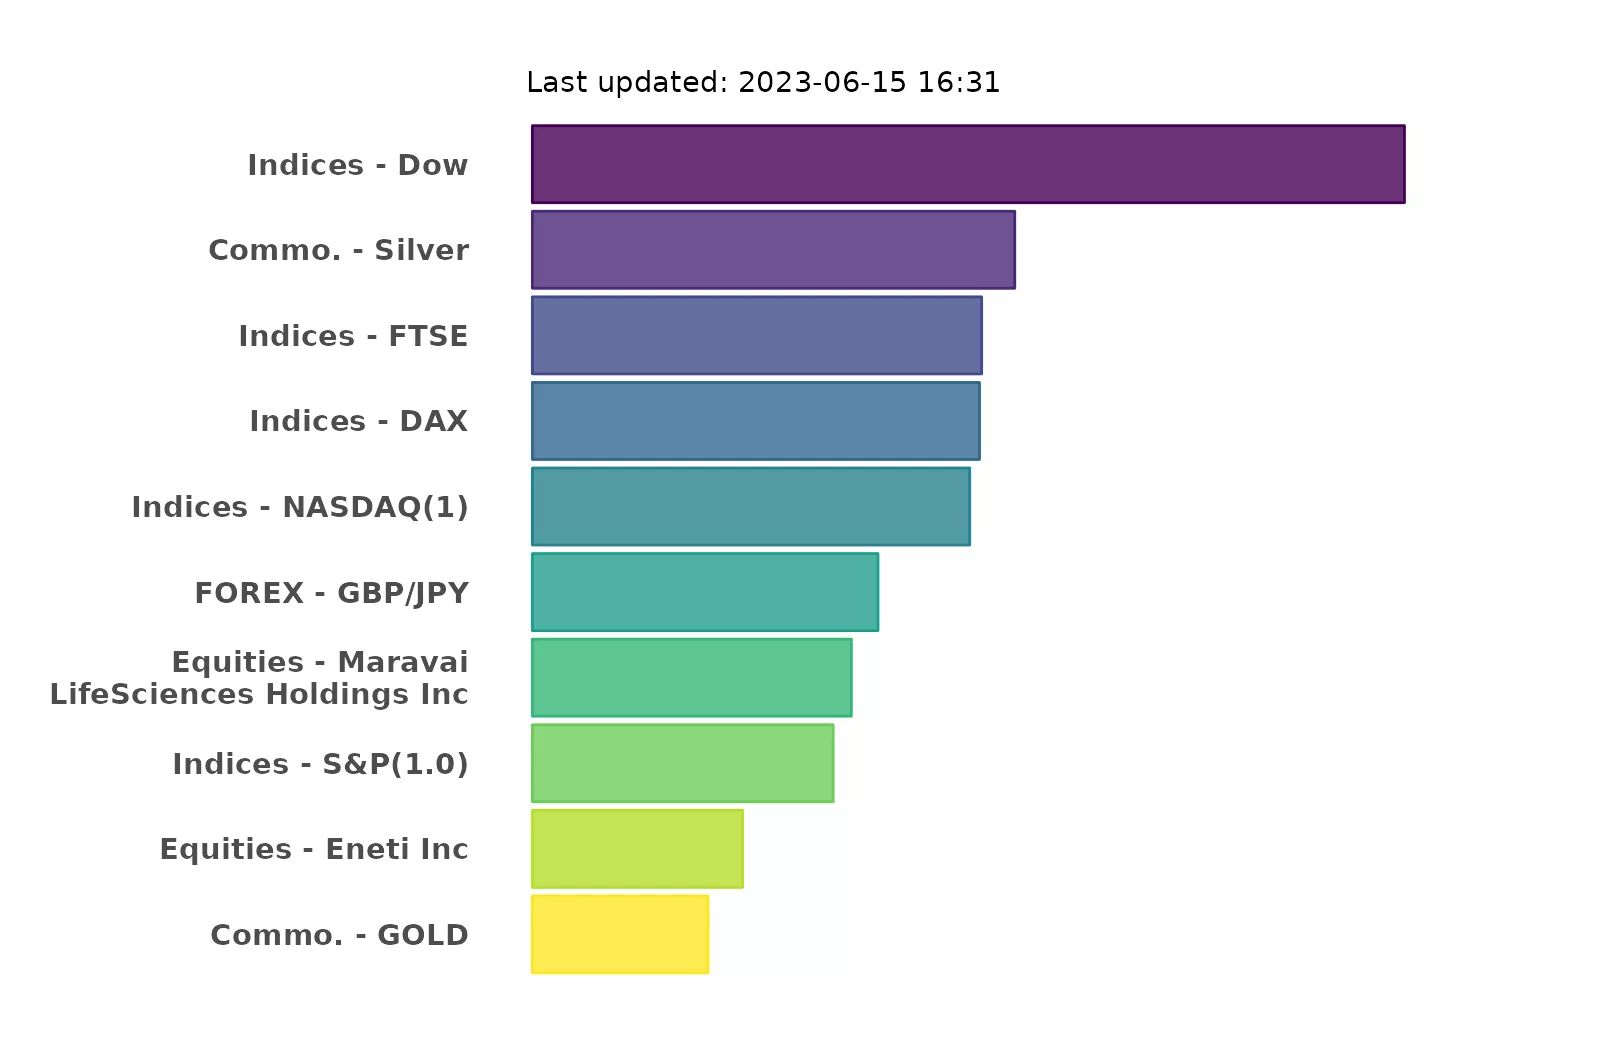 Last updated: 2023-06-15 16:31
Indices - Dow
Commo. - Silver
Indices - FTSE
Indices - DAX
Indices - NASDAQ(1)
FOREX - GBP/JPY
Equities - Maravai
LifeSciences Holdings Inc
Indices - S&P(1.0)
Equities - Eneti Inc
Commo. - GOLD